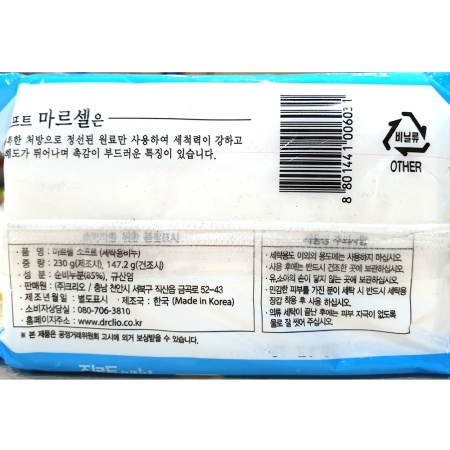 소프트 마르셀은
한 처방으로 정선된 원료만 사용하여 세척력이 강하고
도가 뛰어나며 촉감이 부드러운 특징이 있습니다.
8 801441 006031
비닐류
OTHER
· 품 명 : 마르셀 소프트 (세탁용비누)
· 중 량 : 230 g(제조시), 147.2 g(건조시)
· 성 분 : 순비누분(85%), 규산염
· 판매원 : (주)크리오 / 충남 천안시 서북구 직산읍 금곡로 52-43
· 제조년월일 : 별도표시 · 제조국 : 한국 (Made in Korea)
· 소비자상담실 : 080-706-3810
· 홈페이지주소 : www.drclio.co.kr
※ 본 제품은 공정거래위원회 고시에 의거 보상받을 수 있습니다.
· 세탁용도 이외의 용도에는 사용하지 마십시오
· 사용 후에는 반드시 건조한 곳에 보관하십시오
· 유,소아의 손이 닿지 않는 곳에 보관하십시오.
· 민감한 피부를 가진 분이 세탁 시 반드시 세탁용
장갑 착용 후 사용 하십시오
· 의류 세탁이 끝난 후에는 피부 자극이 없도록
물로 잘 씻어 주십시오.